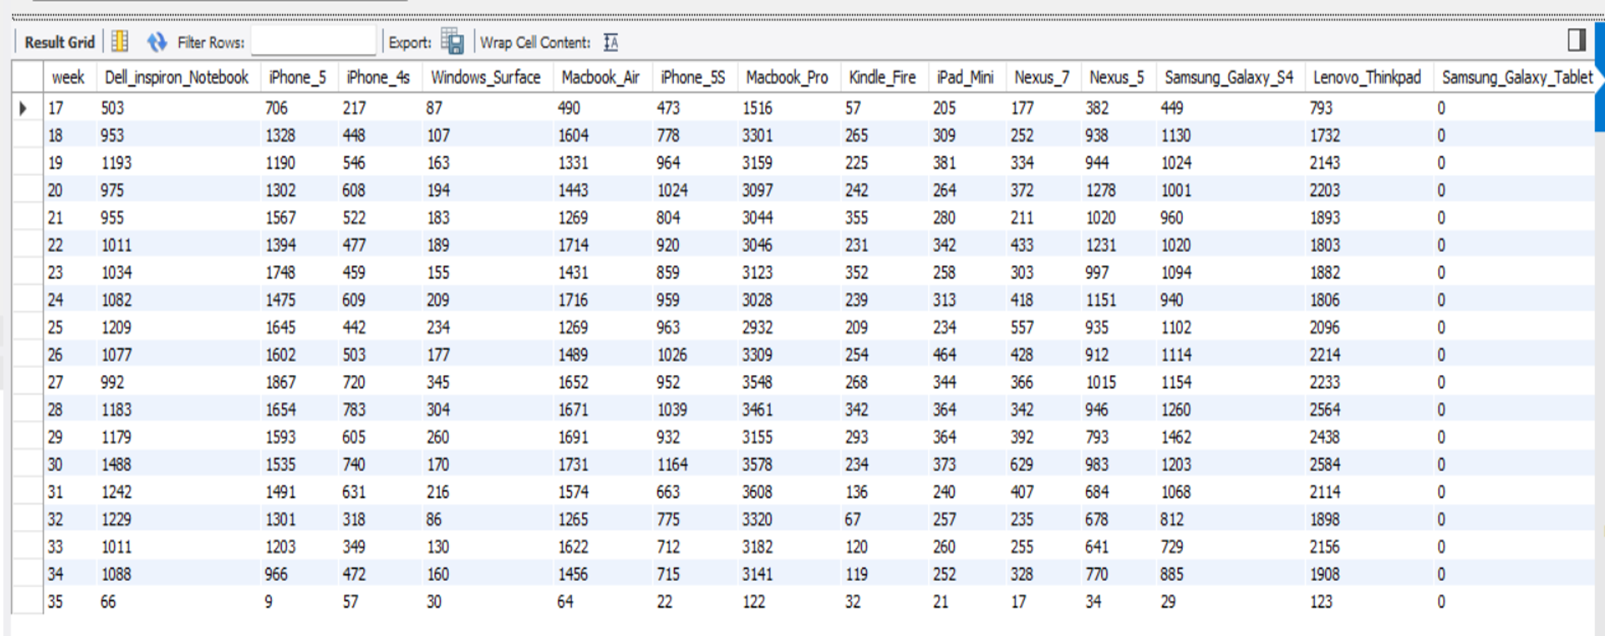 Result Grid Filter Rows: Export: Wrap Cell Content: IA
week Dell_inspiron_Notebook iPhone_5 iPhone_4s Windows_Surface Macbook_Air iPhone_5S Macbook_Pro Kindle_Fire iPad_Mini Nexus_7 Nexus_5 Samsung_Galaxy_S4 Lenovo_Thinkpad Samsung_Galaxy_Tablet
17 503 706 217 87 490 473 1516 57 205 177 382 449 793 0
18 953 1328 448 107 1604 778 3301 265 309 252 938 1130 1732 0
19 1193 1190 546 163 1331 964 3159 225 381 334 944 1024 2143 0
20 975 1302 608 194 1443 1024 3097 242 264 372 1278 1001 2203 0
21 955 1567 522 183 1269 804 3044 355 280 211 1020 960 1893 0
22 1011 1394 477 189 1714 920 3046 231 342 433 1231 1020 1803 0
23 1034 1748 459 155 1431 859 3123 352 258 303 997 1094 1882 0
24 1082 1475 609 209 1716 959 3028 239 313 418 1151 940 1806 0
25 1209 1645 442 234 1269 963 2932 209 234 557 935 1102 2096 0
26 1077 1602 503 177 1489 1026 3309 254 464 428 912 1114 2214 0
27 992 1867 720 345 1652 952 3548 268 344 366 1015 1154 2233 0
28 1183 1654 783 304 1671 1039 3461 342 364 342 946 1260 2564 0
29 1179 1593 605 260 1691 932 3155 293 364 392 793 1462 2438 0
30 1488 1535 740 170 1731 1164 3578 234 373 629 983 1203 2584 0
31 1242 1491 631 216 1574 663 3608 136 240 407 684 1068 2114 0
32 1229 1301 318 86 1265 775 3320 67 257 235 678 812 1898 0
33 1011 1203 349 130 1622 712 3182 120 260 255 641 729 2156 0
34 1088 966 472 160 1456 715 3141 119 252 328 770 885 1908 0
35 66 9 57 30 64 22 122 32 21 17 34 29 123 0